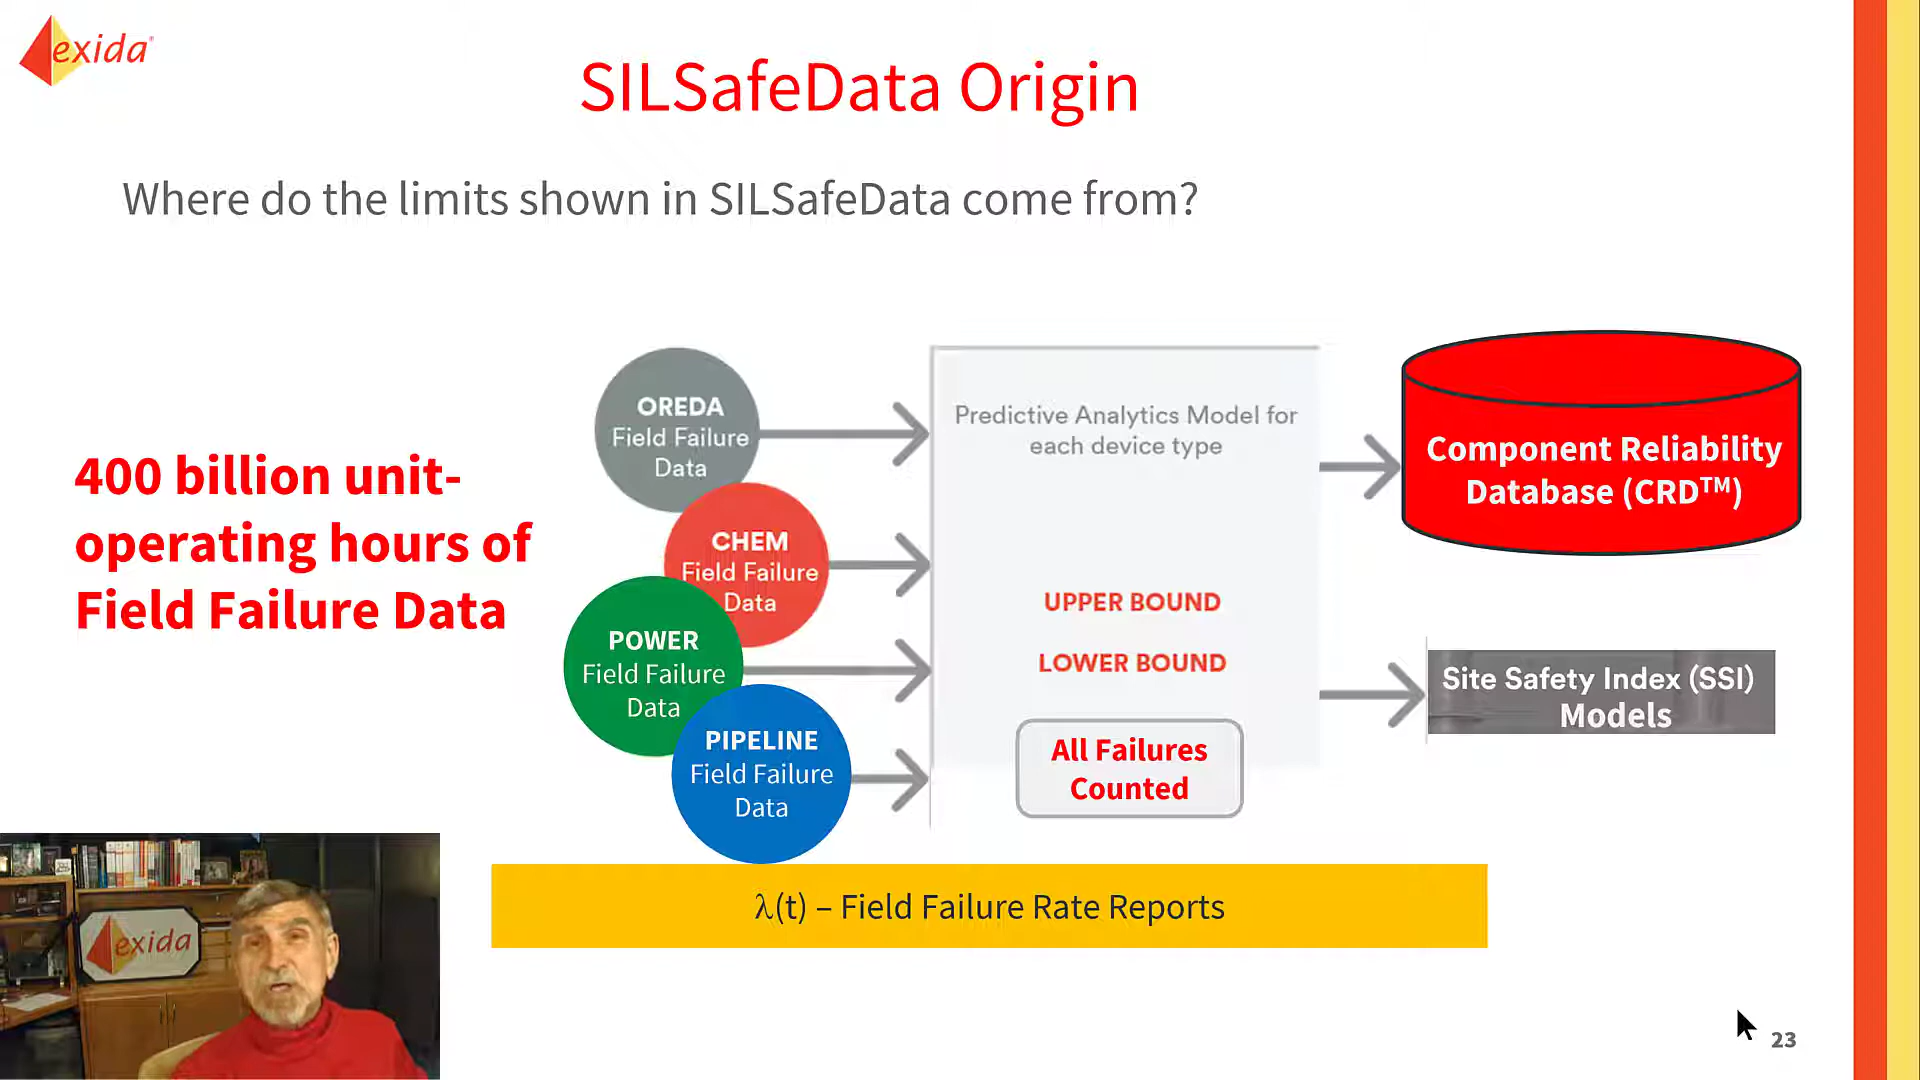 exida
SILSafeData Origin
Where do the limits shown in SILSafeData come from?
400 billion unit-
operating hours of
Field Failure Data
OREDA
Field Failure
Data
CHEM
Field Failure
Data
POWER
Field Failure
Data
PIPELINE
Field Failure
Data
Predictive Analytics Model for
each device type
UPPER BOUND
LOWER BOUND
All Failures
Counted
Component Reliability
Database (CRD™)
Site Safety Index (SSI)
Models
λ(t) – Field Failure Rate Reports
exida
23